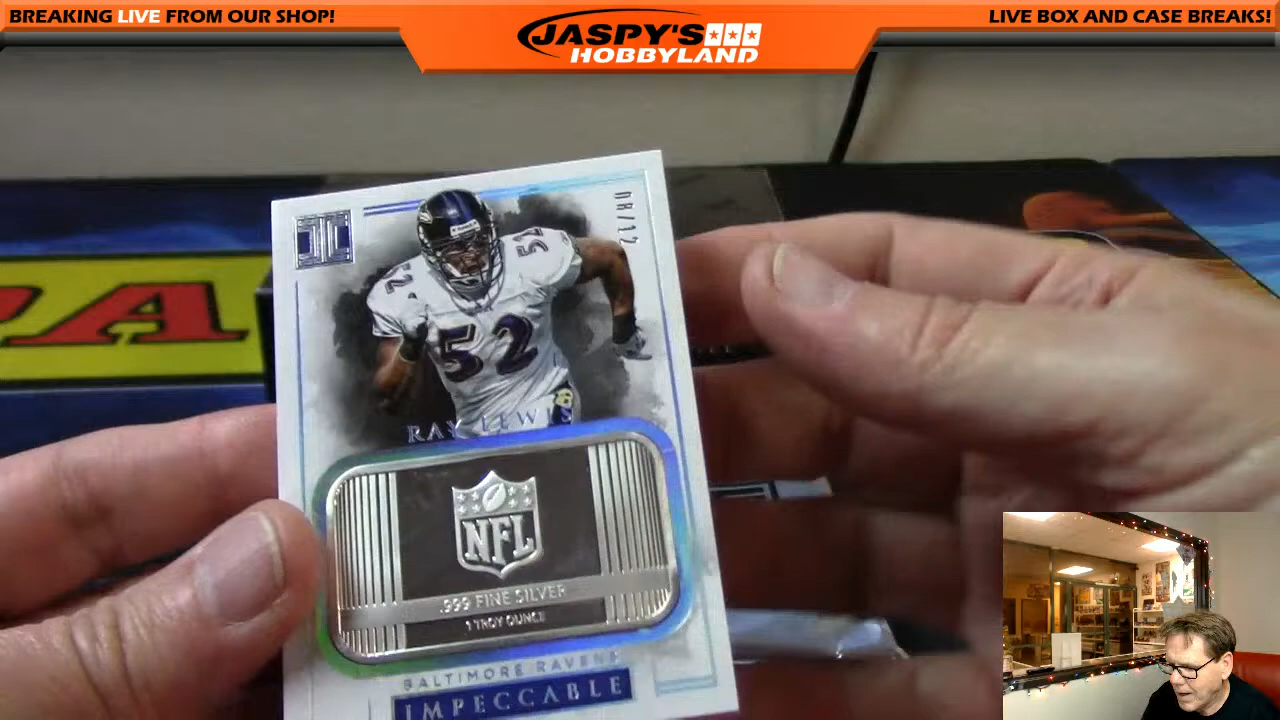 BREAKING LIVE FROM OUR SHOP!
JASPY'S
HOBBYLAND
LIVE BOX AND CASE BREAKS!
08/12
52
52
52
RAY LEWIS
NFL
.999 FINE SILVER
1 TROY OUNCE
BALTIMORE RAVENS
IMPECCABLE